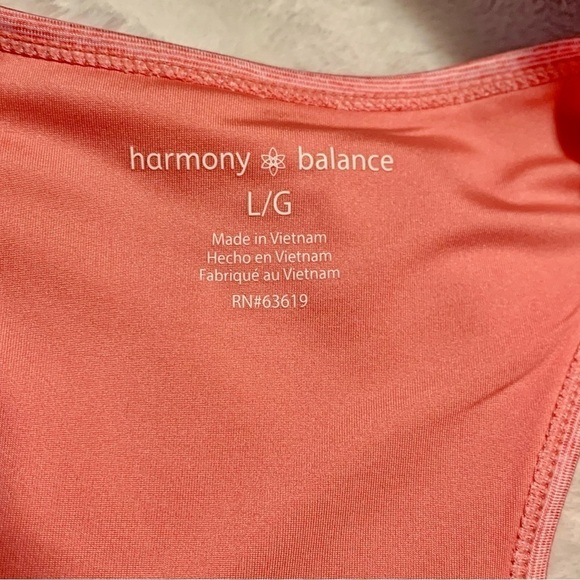 harmony balance
L/G
Made in Vietnam
Hecho en Vietnam
Fabriqué au Vietnam
RN#63619